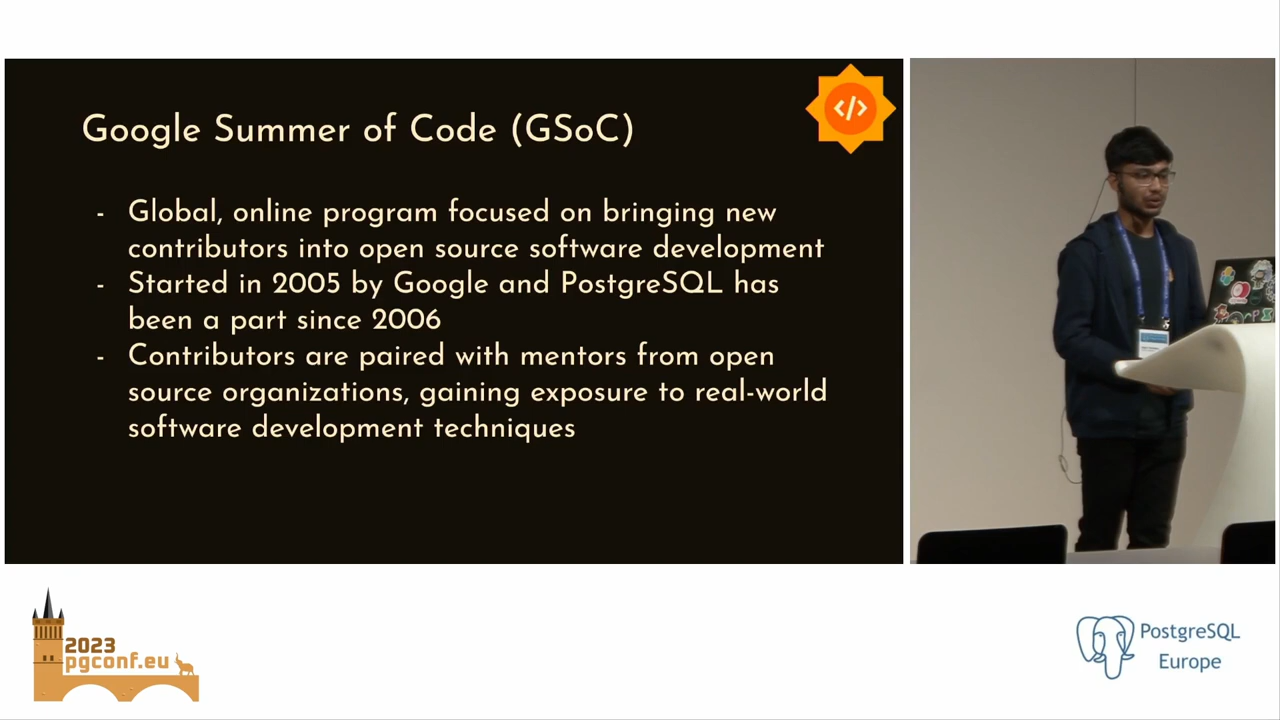 Google Summer of Code (GSoC)
</>
- Global, online program focused on bringing new
contributors into open source software development
- Started in 2005 by Google and PostgreSQL has
been a part since 2006
- Contributors are paired with mentors from open
source organizations, gaining exposure to real-world
software development techniques
2023
pgconf.eu
PostgreSQL
Europe